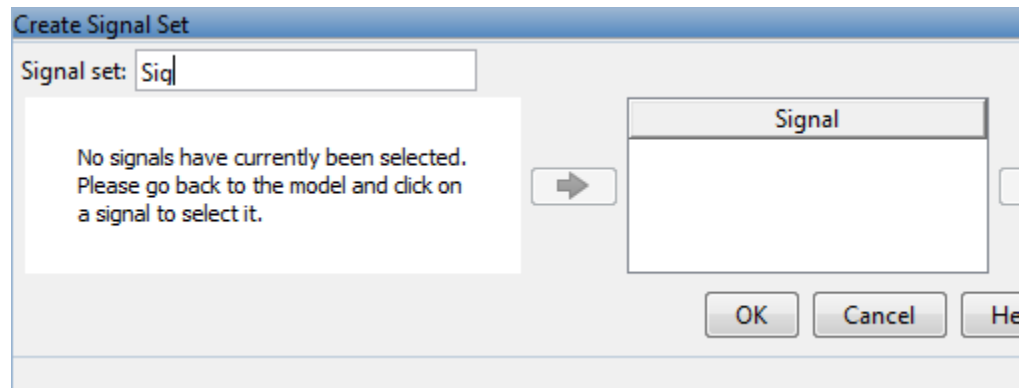 Create Signal Set
Signal set: Sig
No signals have currently been selected.
Please go back to the model and click on
a signal to select it.
Signal
OK Cancel He